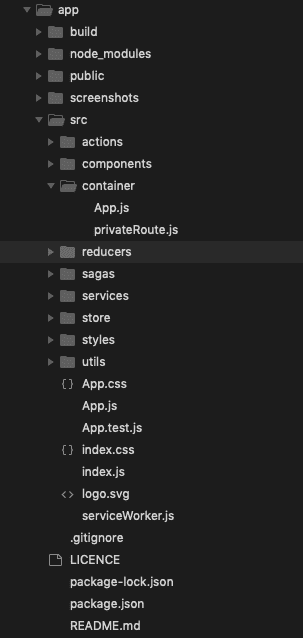 app
build
node_modules
public
screenshots
src
actions
components
container
App.js
privateRoute.js
reducers
sagas
services
store
styles
utils
{} App.css
App.js
App.test.js
{} index.css
index.js
<> logo.svg
serviceWorker.js
.gitignore
LICENCE
package-lock.json
package.json
README.md